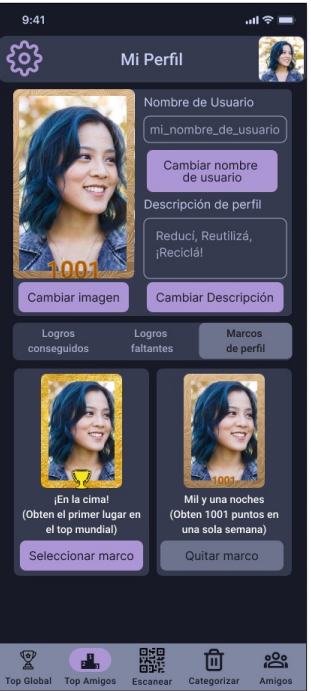 9:41
Mi Perfil
Nombre de Usuario
mi_nombre_de_usuario
Cambiar nombre
de usuario
Descripción de perfil
Reducí, Reutilizá,
¡Reciclá!
1001
Cambiar imagen
Cambiar Descripción
Logros
conseguidos
Logros
faltantes
Marcos
de perfil
¡En la cima!
(Obten el primer lugar en
el top mundial)
Seleccionar marco
1001
Mil y una noches
(Obten 1001 puntos en
una sola semana)
Quitar marco
Top Global
Top Amigos
Escanear
Categorizar
Amigos